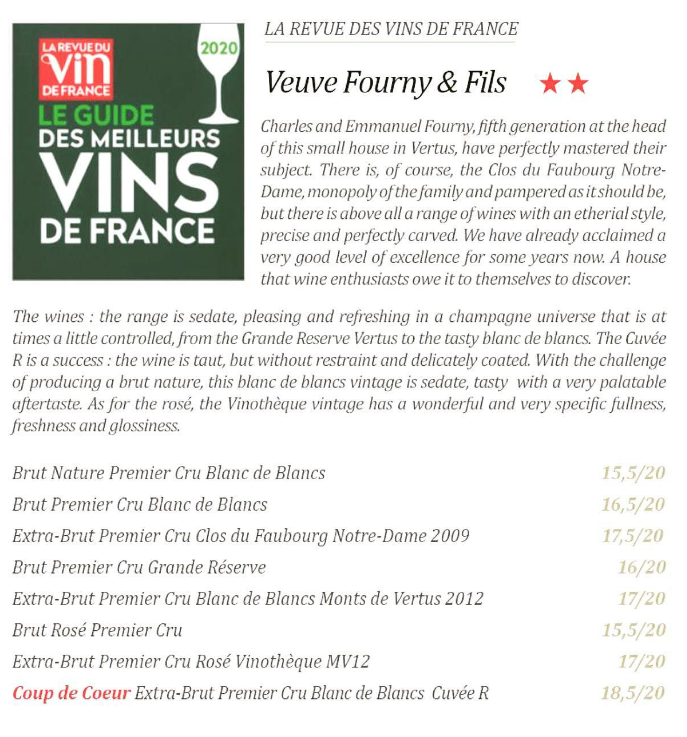 LA REVUE DES VINS DE FRANCE
2020
LA REVUE DU
vin
DE FRANCE
LE GUIDE
DES MEILLEURS
VINS
DE FRANCE
Veuve Fourny & Fils ★★
Charles and Emmanuel Fourny, fifth generation at the head
of this small house in Vertus, have perfectly mastered their
subject. There is, of course, the Clos du Faubourg Notre-
Dame, monopoly of the family and pampered as it should be,
but there is above all a range of wines with an etherial style,
precise and perfectly carved. We have already acclaimed a
very good level of excellence for some years now. A house
that wine enthusiasts owe it to themselves to discover.
The wines : the range is sedate, pleasing and refreshing in a champagne universe that is at
times a little controlled, from the Grande Reserve Vertus to the tasty blanc de blancs. The Cuvée
R is a success : the wine is taut, but without restraint and delicately coated. With the challenge
of producing a brut nature, this blanc de blancs vintage is sedate, tasty with a very palatable
aftertaste. As for the rosé, the Vinothèque vintage has a wonderful and very specific fullness,
freshness and glossiness.
Brut Nature Premier Cru Blanc de Blancs 15,5/20
Brut Premier Cru Blanc de Blancs 16,5/20
Extra-Brut Premier Cru Clos du Faubourg Notre-Dame 2009 17,5/20
Brut Premier Cru Grande Réserve 16/20
Extra-Brut Premier Cru Blanc de Blancs Monts de Vertus 2012 17/20
Brut Rosé Premier Cru 15,5/20
Extra-Brut Premier Cru Rosé Vinothèque MV12 17/20
Coup de Coeur Extra-Brut Premier Cru Blanc de Blancs Cuvée R 18,5/20